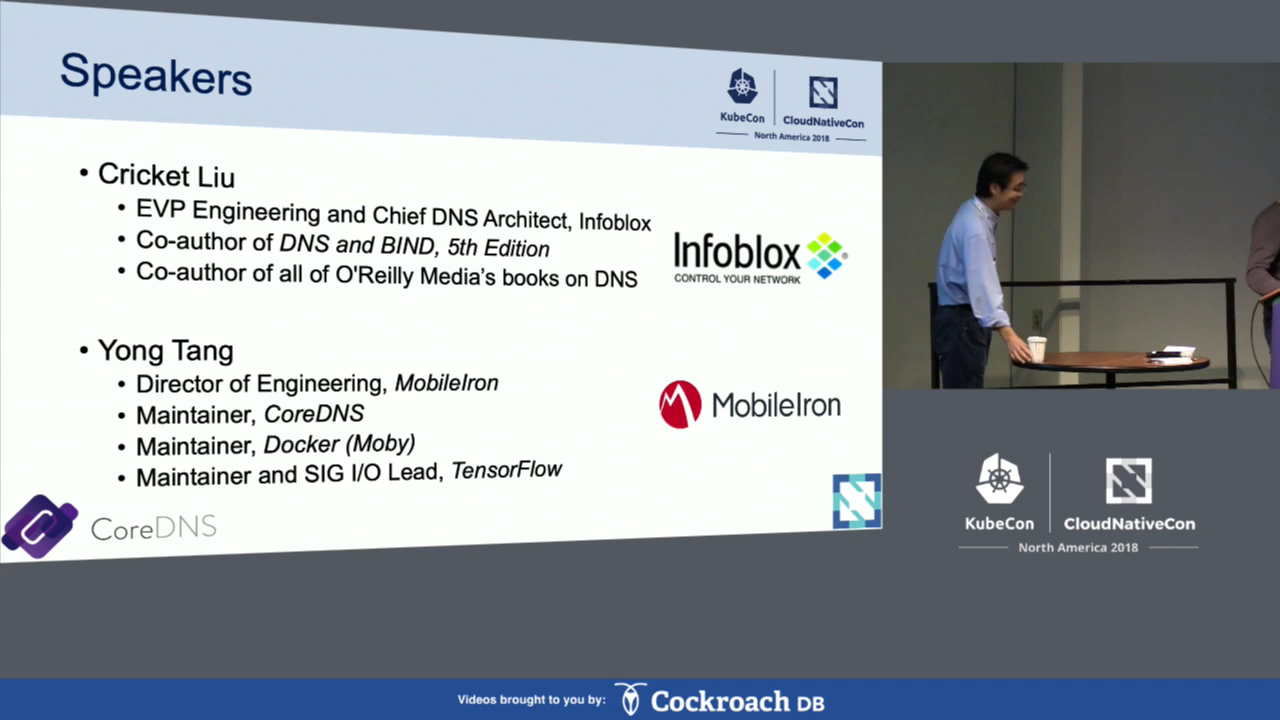 Speakers
KubeCon
CloudNativeCon
North America 2018
• Cricket Liu
• EVP Engineering and Chief DNS Architect, Infoblox
• Co-author of DNS and BIND, 5th Edition
• Co-author of all of O'Reilly Media’s books on DNS
Infoblox
CONTROL YOUR NETWORK
• Yong Tang
• Director of Engineering, MobileIron
• Maintainer, CoreDNS
• Maintainer, Docker (Moby)
• Maintainer and SIG I/O Lead, TensorFlow
MobileIron
CoreDNS
KubeCon
CloudNativeCon
North America 2018
Videos brought to you by:
Cockroach DB